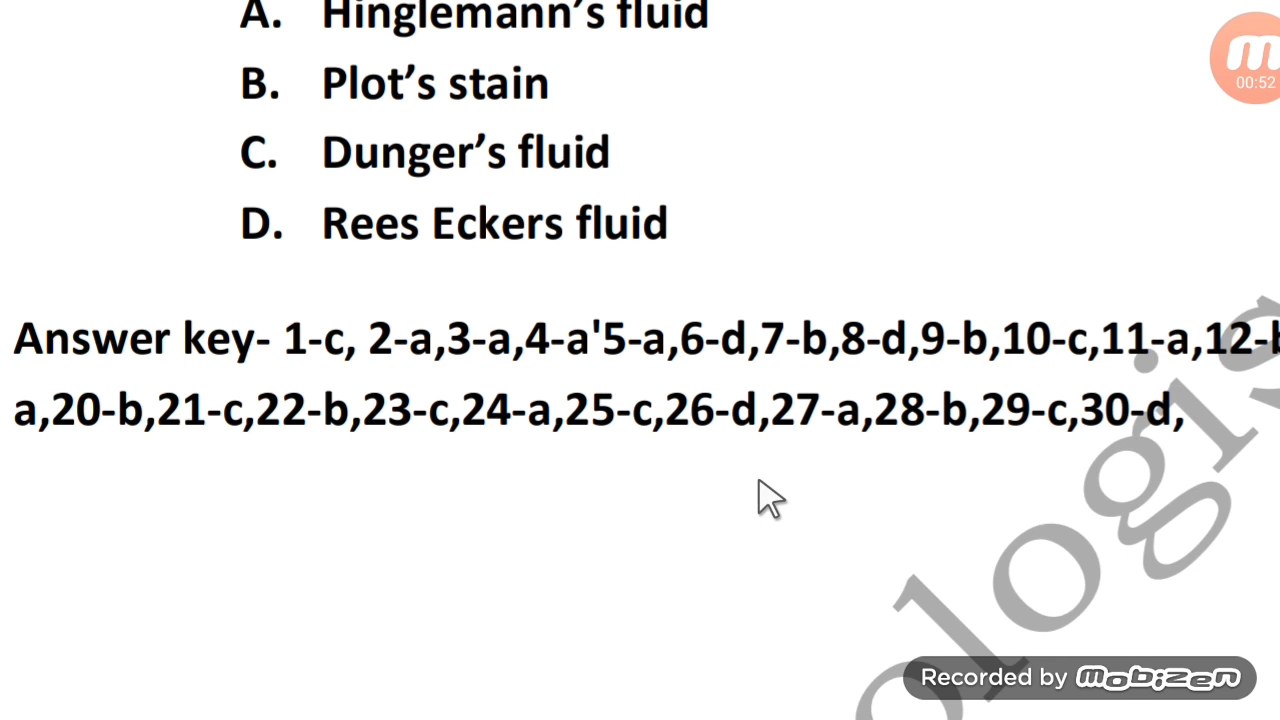 A. Hinglemann’s fluid
B. Plot’s stain
C. Dunger’s fluid
D. Rees Eckers fluid
Answer key- 1-c, 2-a,3-a,4-a'5-a,6-d,7-b,8-d,9-b,10-c,11-a,12-b
a,20-b,21-c,22-b,23-c,24-a,25-c,26-d,27-a,28-b,29-c,30-d,
00:52
Recorded by Mobizen